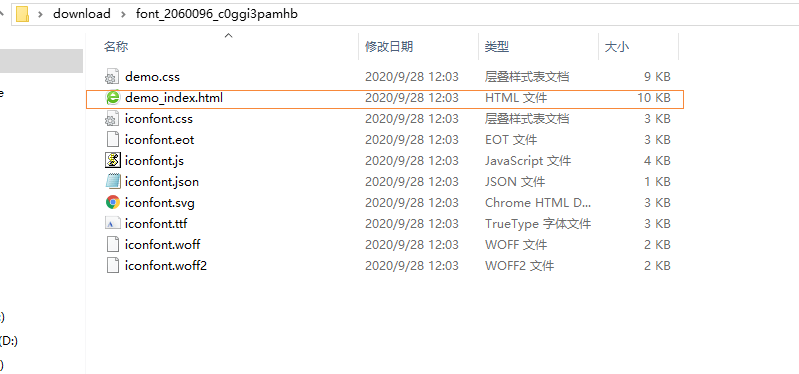 download › font_2060096_c0ggi3pamhb
名称 修改日期 类型 大小
demo.css 2020/9/28 12:03 层叠样式表文档 9 KB
demo_index.html 2020/9/28 12:03 HTML 文件 10 KB
iconfont.css 2020/9/28 12:03 层叠样式表文档 3 KB
iconfont.eot 2020/9/28 12:03 EOT 文件 3 KB
iconfont.js 2020/9/28 12:03 JavaScript 文件 4 KB
iconfont.json 2020/9/28 12:03 JSON 文件 1 KB
iconfont.svg 2020/9/28 12:03 Chrome HTML D... 3 KB
iconfont.ttf 2020/9/28 12:03 TrueType 字体文件 3 KB
iconfont.woff 2020/9/28 12:03 WOFF 文件 2 KB
iconfont.woff2 2020/9/28 12:03 WOFF2 文件 2 KB
(D:)